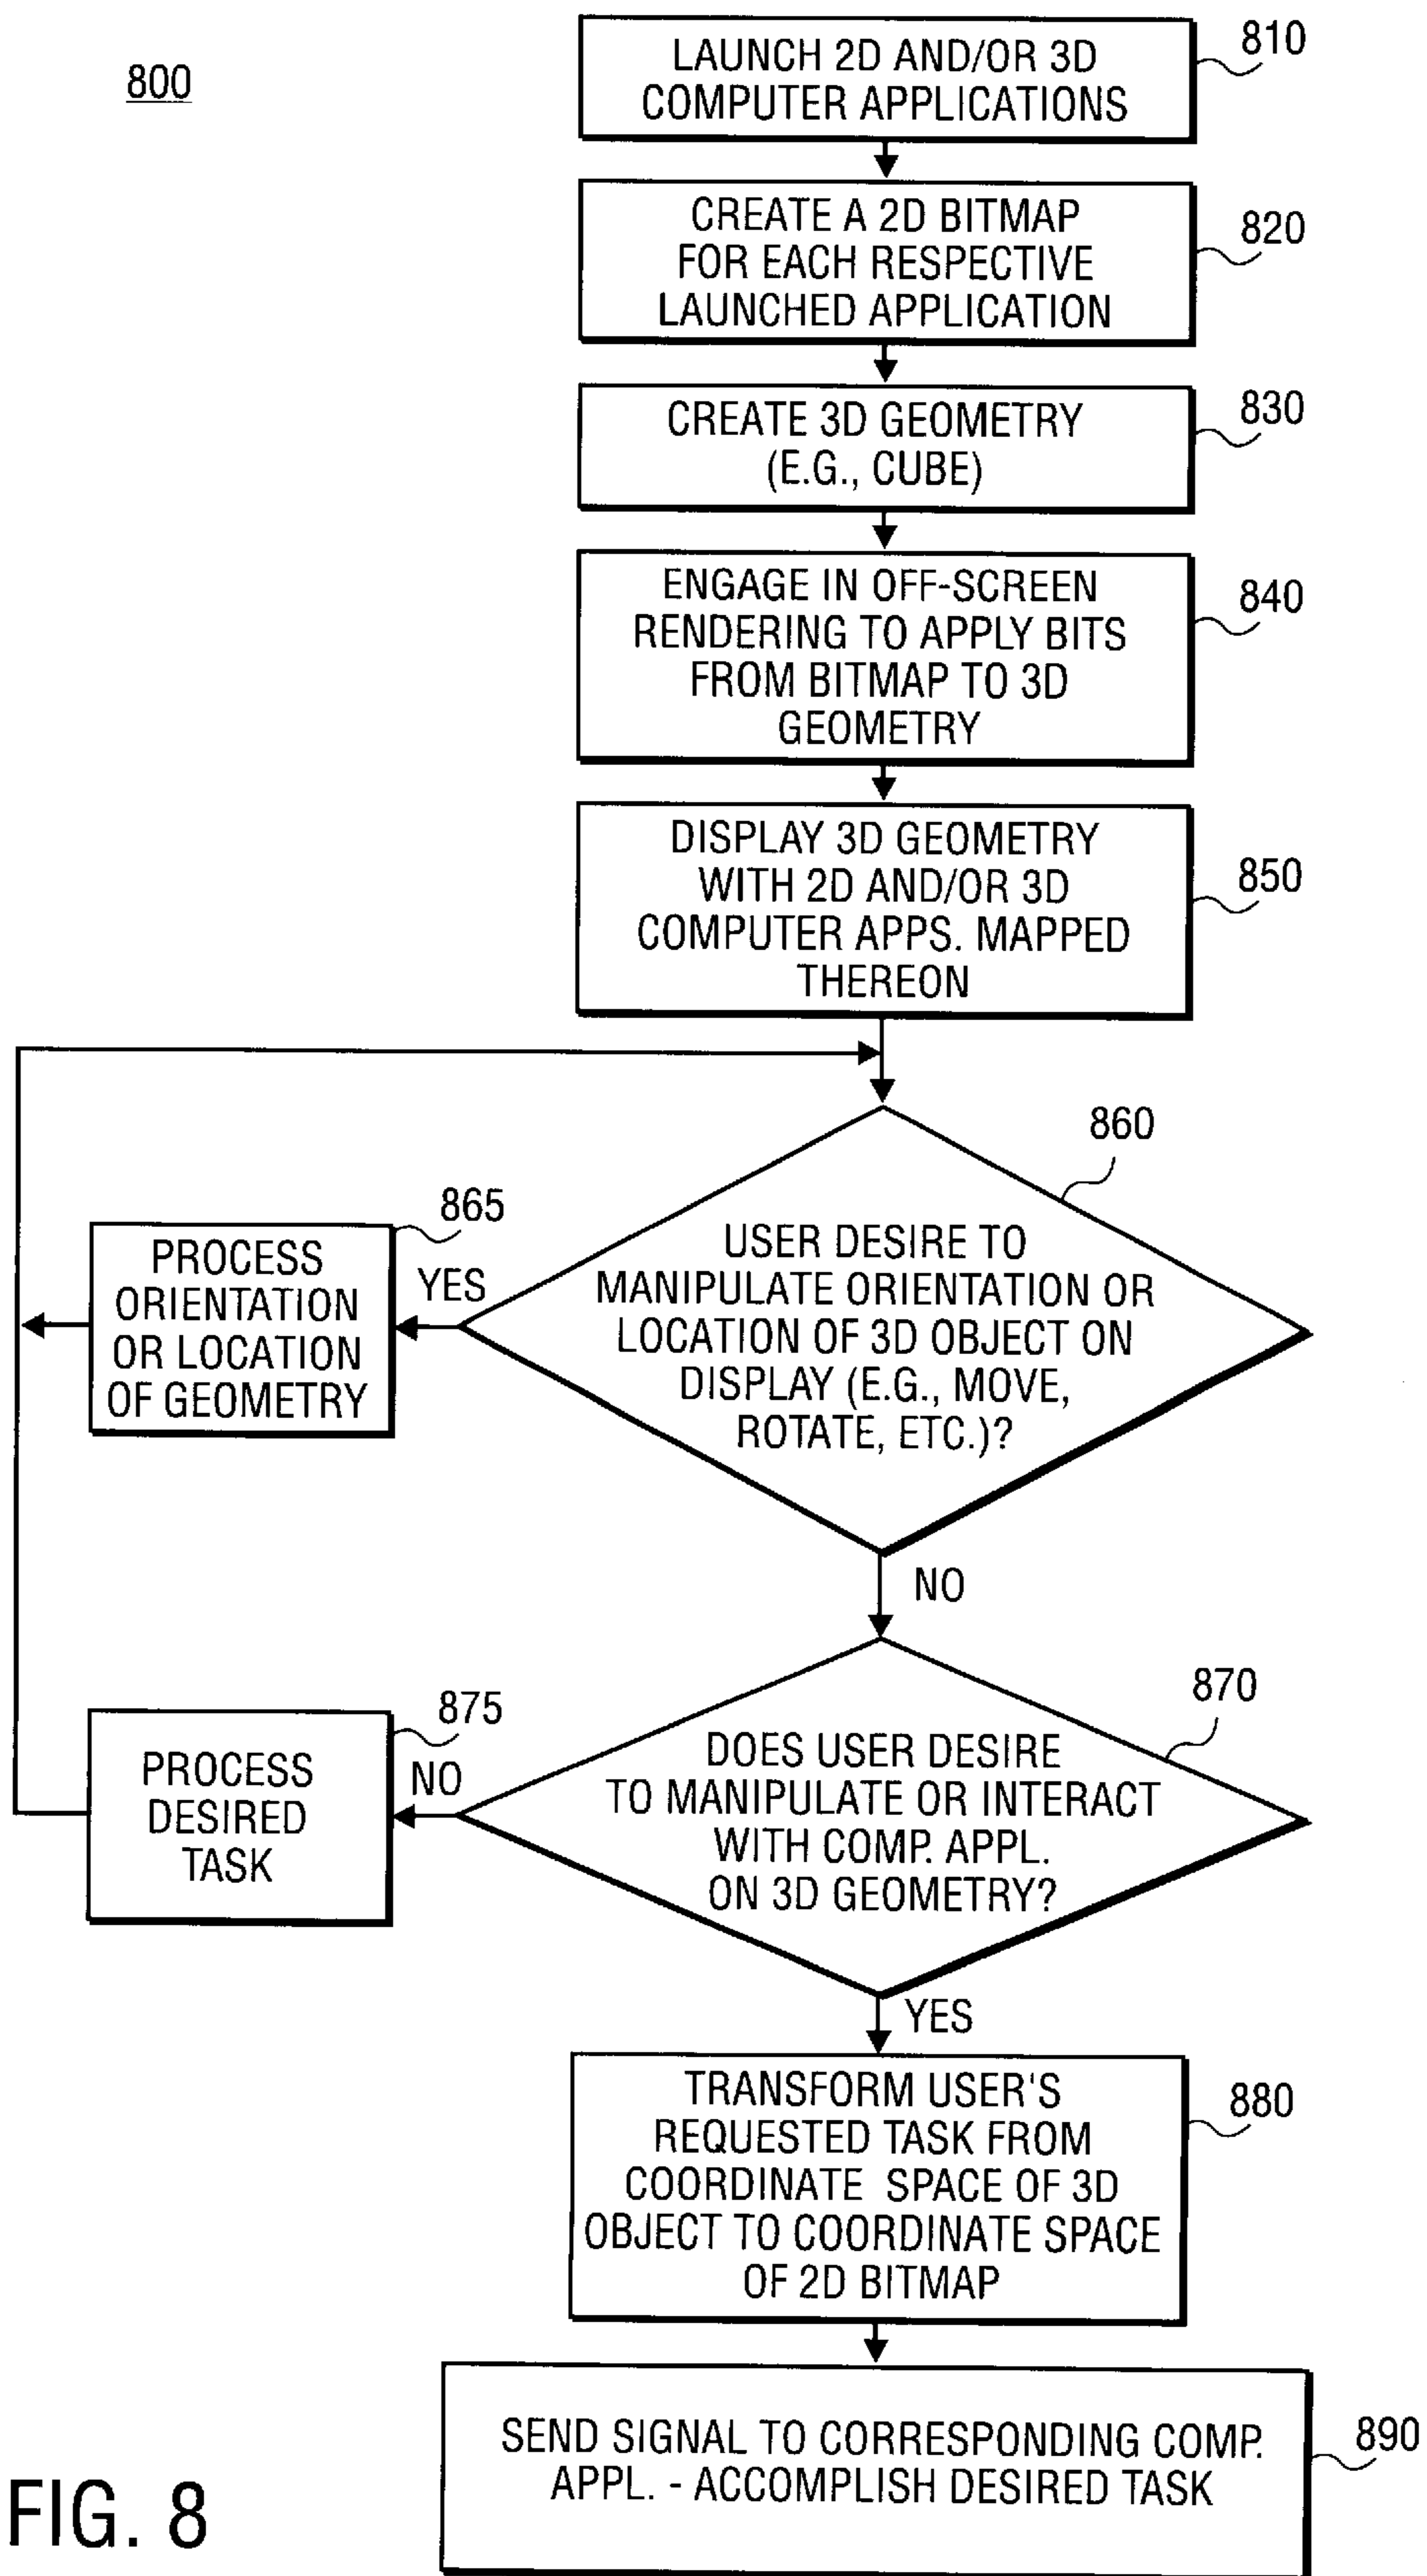 800
LAUNCH 2D AND/OR 3D
COMPUTER APPLICATIONS
810
CREATE A 2D BITMAP
FOR EACH RESPECTIVE
LAUNCHED APPLICATION
820
CREATE 3D GEOMETRY
(E.G., CUBE)
830
ENGAGE IN OFF-SCREEN
RENDERING TO APPLY BITS
FROM BITMAP TO 3D
GEOMETRY
840
DISPLAY 3D GEOMETRY
WITH 2D AND/OR 3D
COMPUTER APPS. MAPPED
THEREON
850
860
USER DESIRE TO
MANIPULATE ORIENTATION OR
LOCATION OF 3D OBJECT ON
DISPLAY (E.G., MOVE,
ROTATE, ETC.)?
YES
865
PROCESS
ORIENTATION
OR LOCATION
OF GEOMETRY
NO
870
DOES USER DESIRE
TO MANIPULATE OR INTERACT
WITH COMP. APPL.
ON 3D GEOMETRY?
NO
875
PROCESS
DESIRED
TASK
YES
TRANSFORM USER'S
REQUESTED TASK FROM
COORDINATE SPACE OF 3D
OBJECT TO COORDINATE SPACE
OF 2D BITMAP
880
SEND SIGNAL TO CORRESPONDING COMP.
APPL. - ACCOMPLISH DESIRED TASK
890
FIG. 8